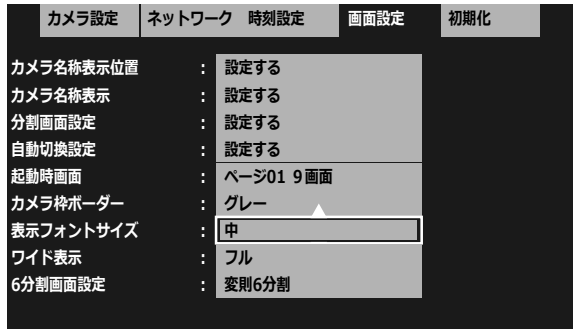 カメラ設定 ネットワーク 時刻設定 画面設定 初期化
カメラ名称表示位置 : 設定する
カメラ名称表示 : 設定する
分割画面設定 : 設定する
自動切換設定 : 設定する
起動時画面 : ページ01 9画面
カメラ枠ボーダー : グレー
表示フォントサイズ : 中
ワイド表示 : フル
6分割画面設定 : 変則6分割